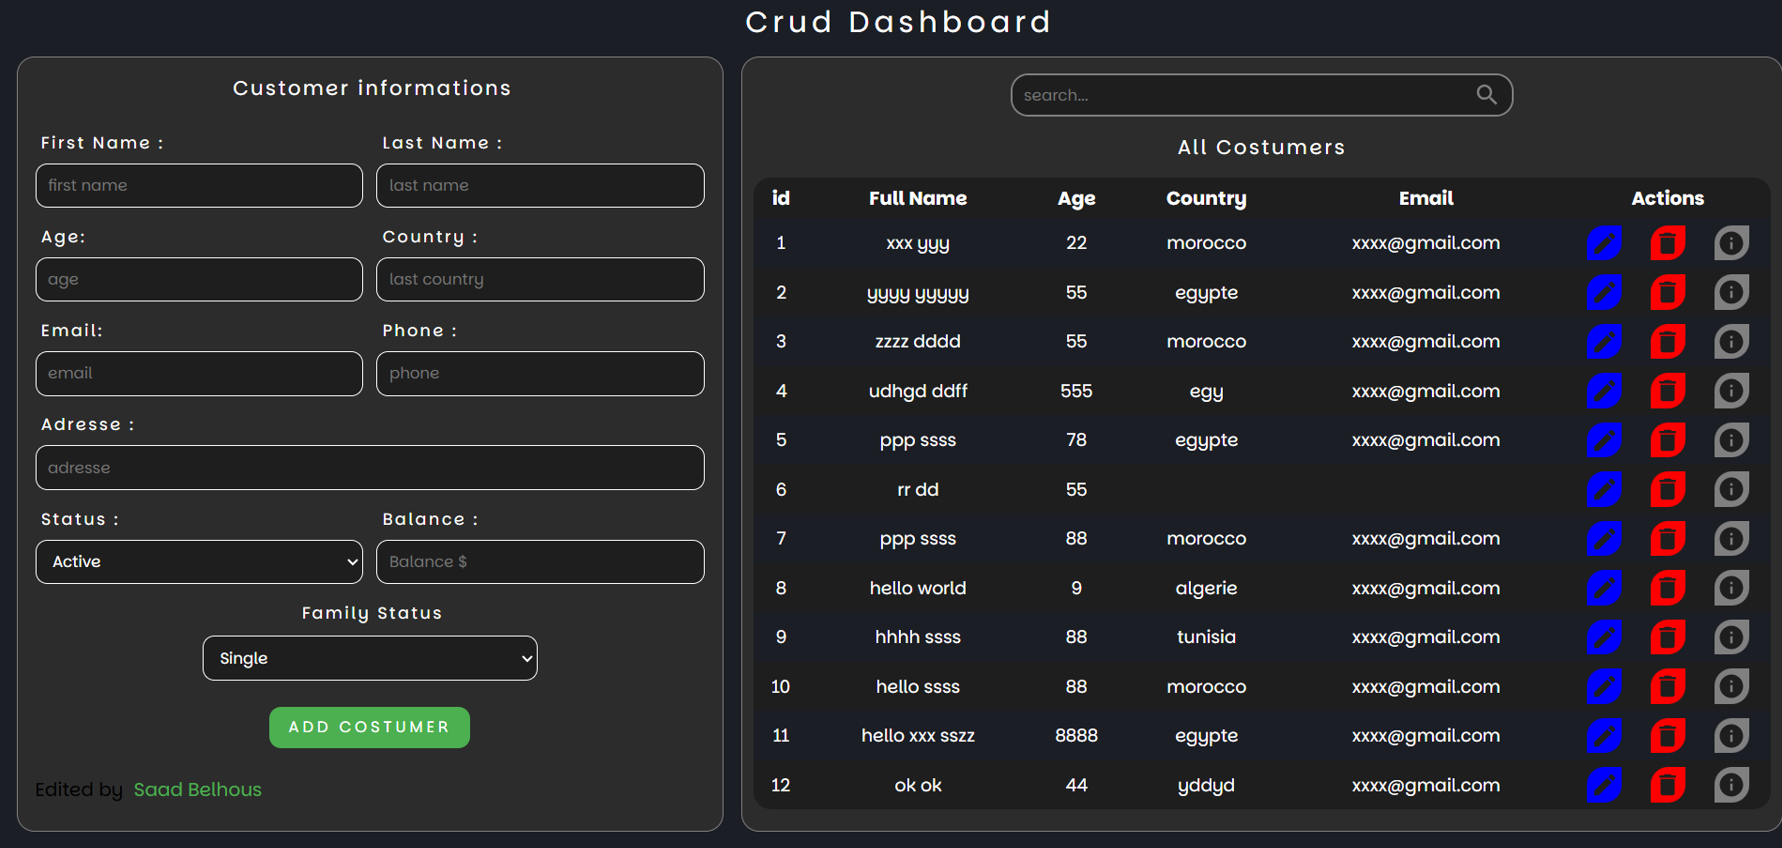 Crud Dashboard
Customer informations
First Name : Last Name :
first name last name
Age: Country :
age last country
Email: Phone :
email phone
Adresse :
adresse
Status : Balance :
Active Balance $
Family Status
Single
ADD COSTUMER
Edited by Saad Belhous
search...
All Costumers
id Full Name Age Country Email Actions
1 xxx yyy 22 morocco xxxx@gmail.com
2 yyyy yyyyy 55 egypte xxxx@gmail.com
3 zzzz dddd 55 morocco xxxx@gmail.com
4 udhgd ddff 555 egy xxxx@gmail.com
5 ppp ssss 78 egypte xxxx@gmail.com
6 rr dd 55
7 ppp ssss 88 morocco xxxx@gmail.com
8 hello world 9 algerie xxxx@gmail.com
9 hhhh ssss 88 tunisia xxxx@gmail.com
10 hello ssss 88 morocco xxxx@gmail.com
11 hello xxx sszz 8888 egypte xxxx@gmail.com
12 ok ok 44 yddyd xxxx@gmail.com